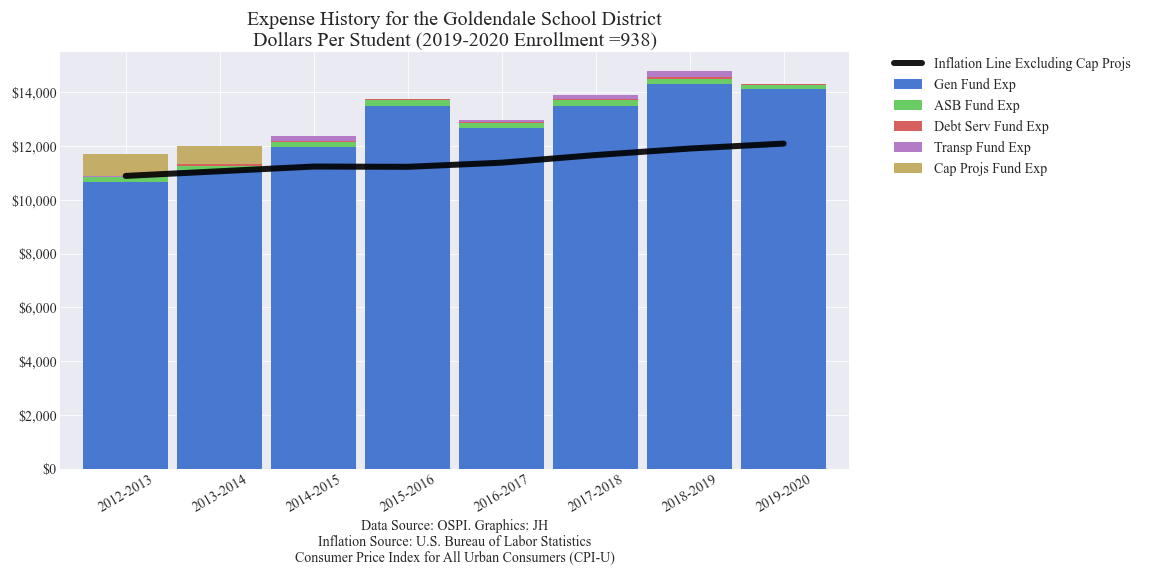 Expense History for the Goldendale School District
Dollars Per Student (2019-2020 Enrollment =938)
Inflation Line Excluding Cap Projs
Gen Fund Exp
ASB Fund Exp
Debt Serv Fund Exp
Transp Fund Exp
Cap Projs Fund Exp
$14,000
$12,000
$10,000
$8,000
$6,000
$4,000
$2,000
$0
2012-2013
2013-2014
2014-2015
2015-2016
2016-2017
2017-2018
2018-2019
2019-2020
Data Source: OSPI. Graphics: JH
Inflation Source: U.S. Bureau of Labor Statistics
Consumer Price Index for All Urban Consumers (CPI-U)